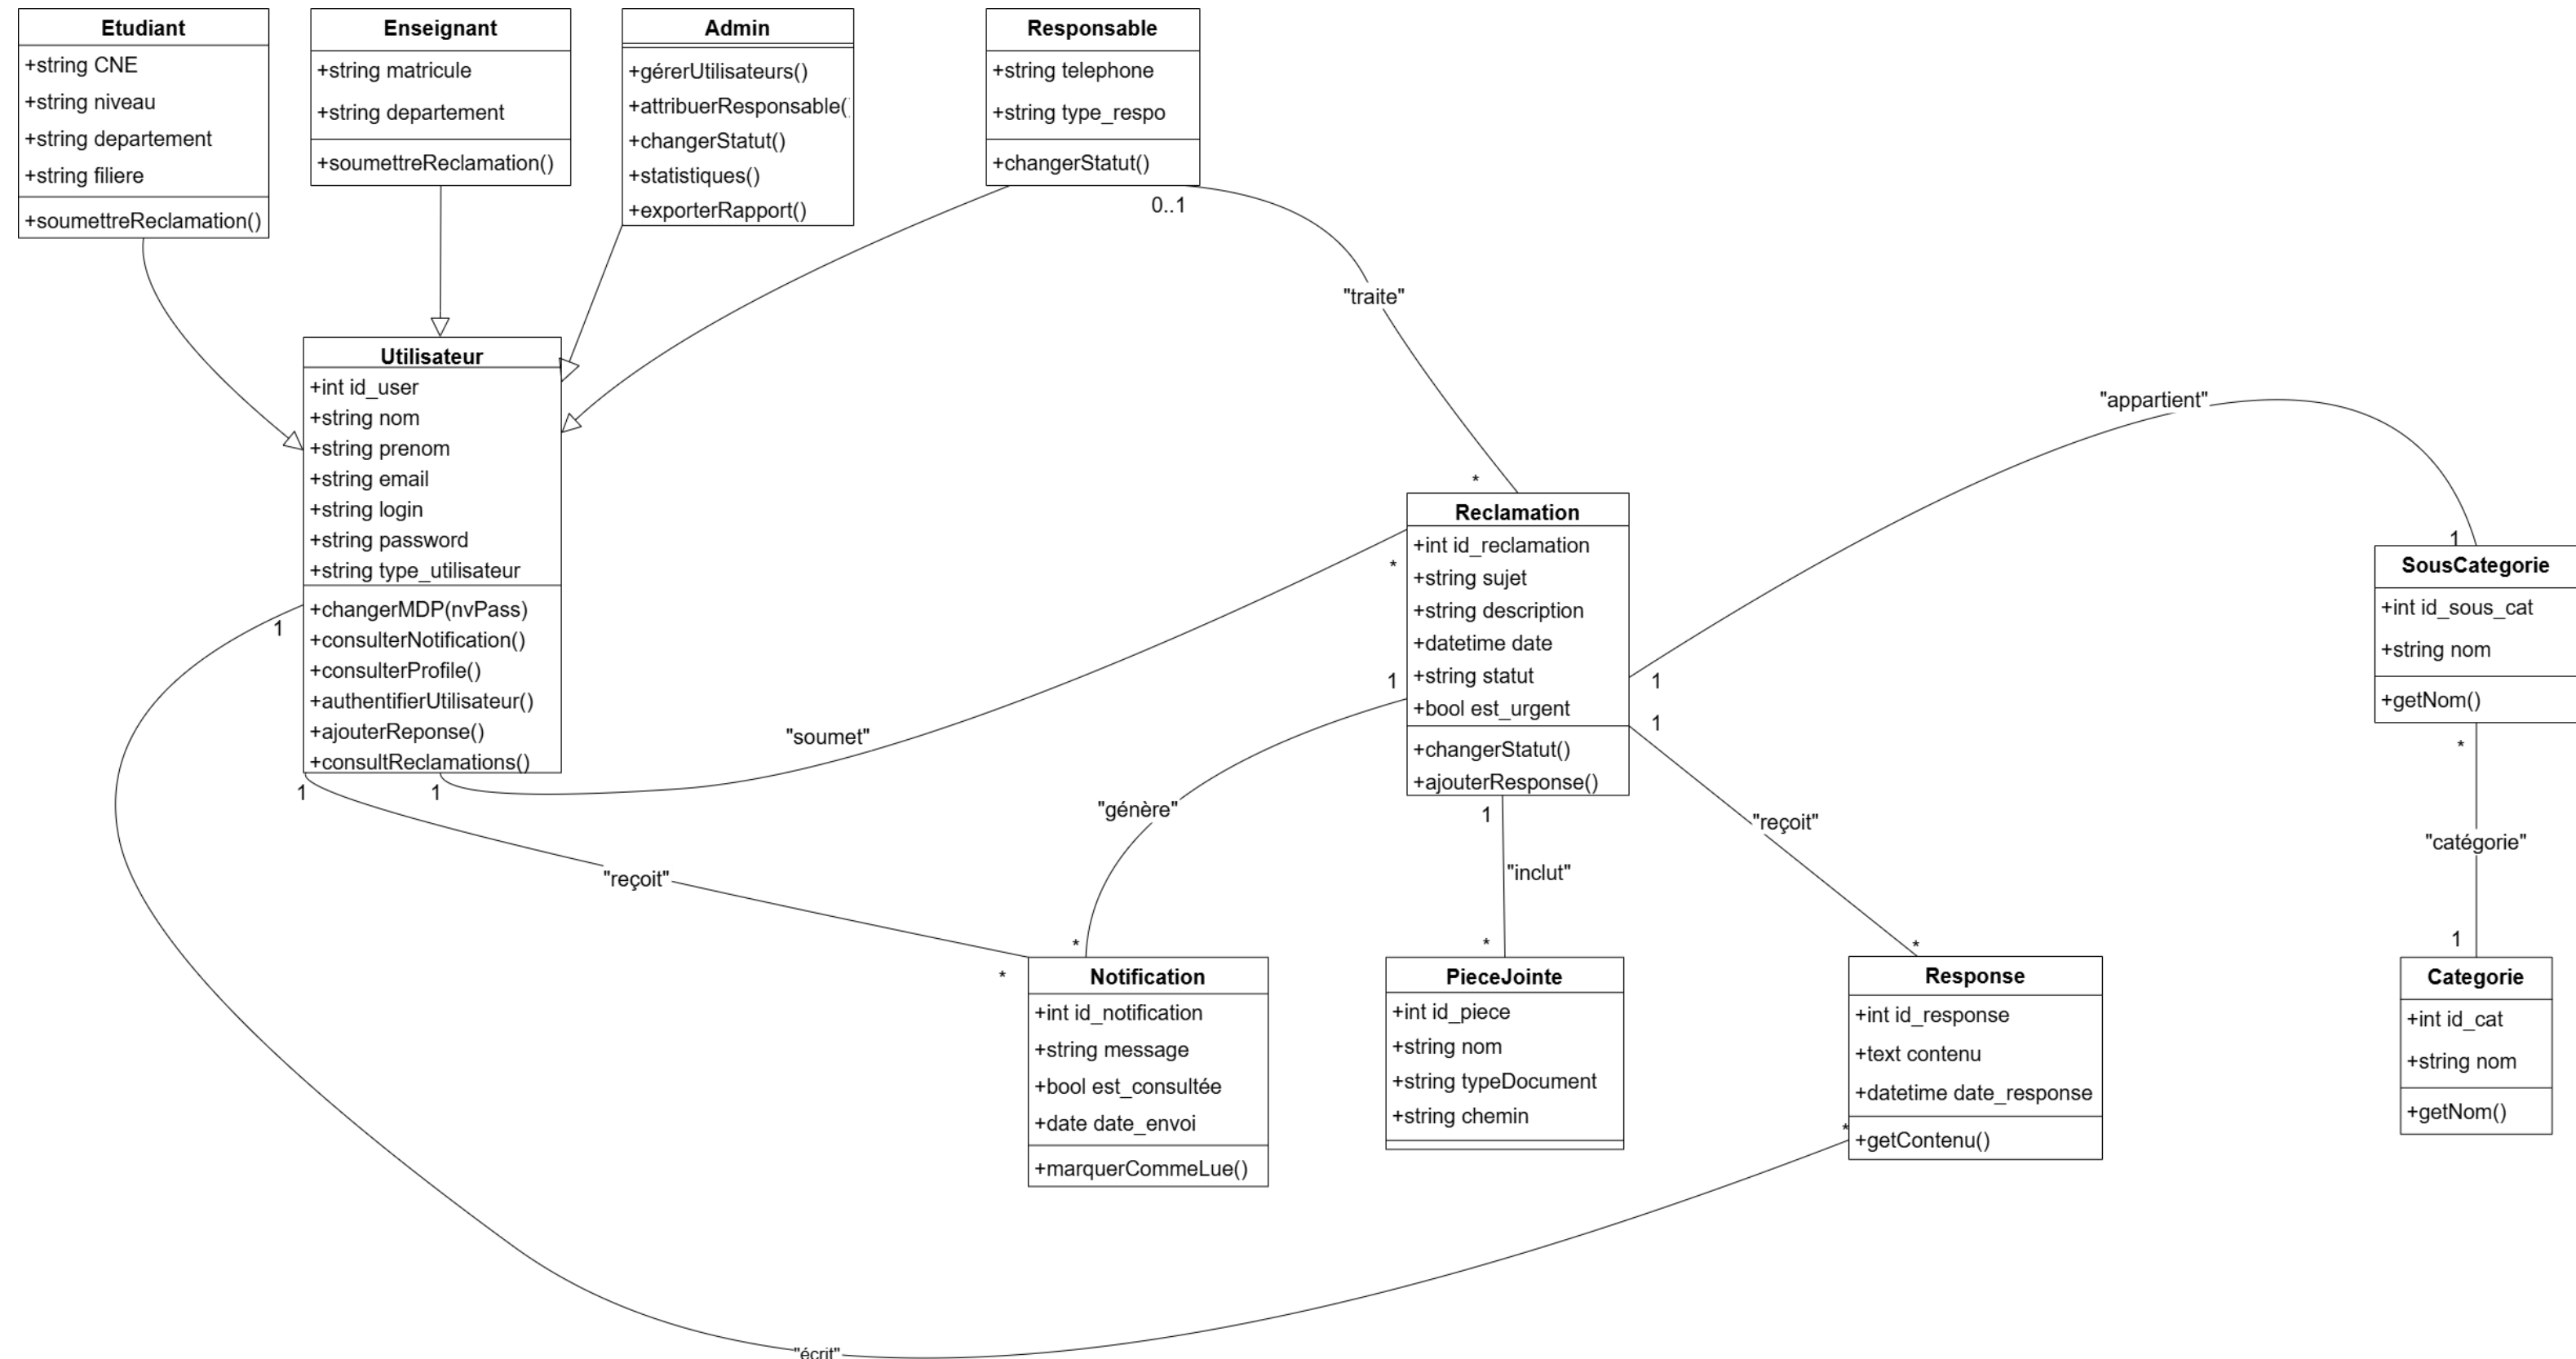 Etudiant
+string CNE
+string niveau
+string departement
+string filiere
+soumettreReclamation()
Enseignant
+string matricule
+string departement
+soumettreReclamation()
Admin
+gérerUtilisateurs()
+attribuerResponsable(
+changerStatut()
+statistiques()
+exporterRapport()
Responsable
+string telephone
+string type_respo
+changerStatut()
0..1
"traite"
*
Utilisateur
+int id_user
+string nom
+string prenom
+string email
+string login
+string password
+string type_utilisateur
+changerMDP(nvPass)
+consulterNotification()
+consulterProfile()
+authentifierUtilisateur()
+ajouterReponse()
+consultReclamations()
1
1
1
"soumet"
*
"reçoit"
*
Reclamation
+int id_reclamation
+string sujet
+string description
+datetime date
+string statut
+bool est_urgent
+changerStatut()
+ajouterResponse()
1
"génère"
*
1
"inclut"
*
1
"appartient"
1
1
"reçoit"
*
SousCategorie
+int id_sous_cat
+string nom
+getNom()
*
"catégorie"
1
Notification
+int id_notification
+string message
+bool est_consultée
+date date_envoi
+marquerCommeLue()
PieceJointe
+int id_piece
+string nom
+string typeDocument
+string chemin
Response
+int id_response
+text contenu
+datetime date_response
+getContenu()
*
Categorie
+int id_cat
+string nom
+getNom()
"écrit"